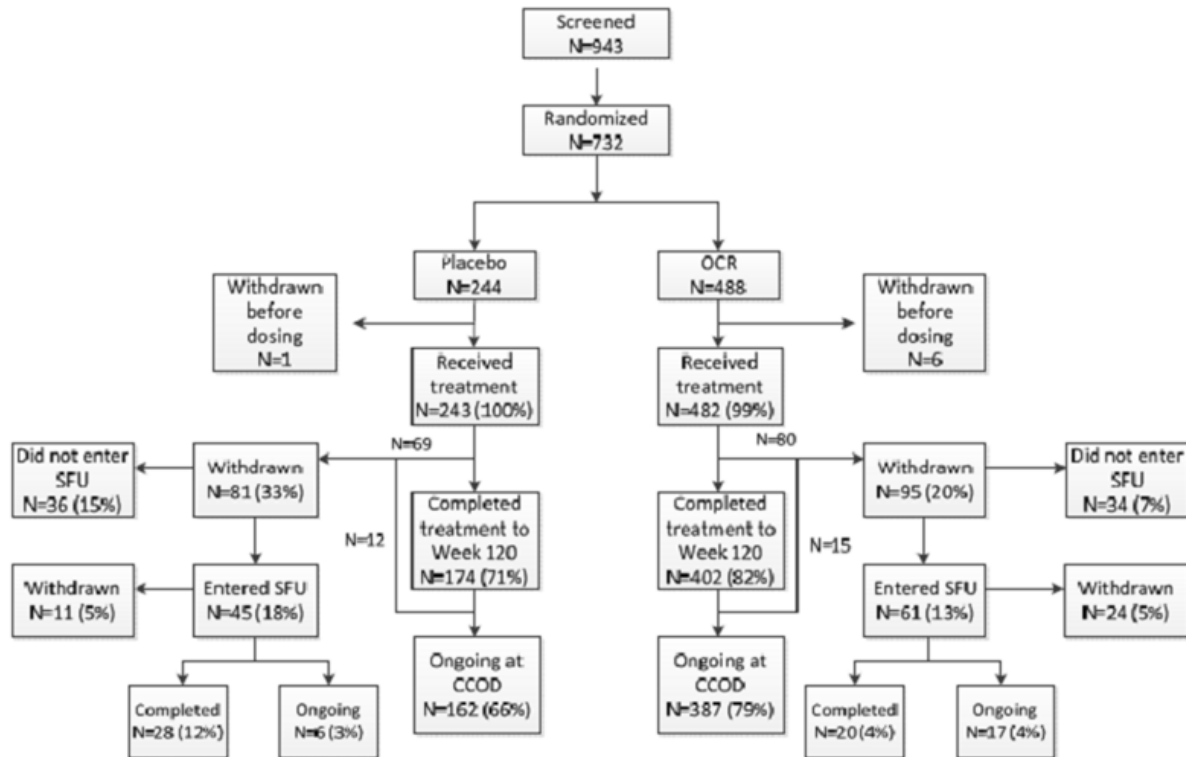 Screened
N=943
Randomized
N=732
Placebo
N=244
OCR
N=488
Withdrawn
before
dosing
N=1
Withdrawn
before
dosing
N=6
Received
treatment
N=243 (100%)
Received
treatment
N=482 (99%)
N=69
N=80
Did not enter
SFU
N=36 (15%)
Withdrawn
N=81 (33%)
Completed
treatment to
Week 120
N=174 (71%)
N=12
Completed
treatment to
Week 120
N=402 (82%)
N=15
Withdrawn
N=95 (20%)
Did not enter
SFU
N=34 (7%)
Withdrawn
N=11 (5%)
Entered SFU
N=45 (18%)
Entered SFU
N=61 (13%)
Withdrawn
N=24 (5%)
Ongoing at
CCOD
N=162 (66%)
Ongoing at
CCOD
N=387 (79%)
Completed
N=28 (12%)
Ongoing
N=6 (3%)
Completed
N=20 (4%)
Ongoing
N=17 (4%)